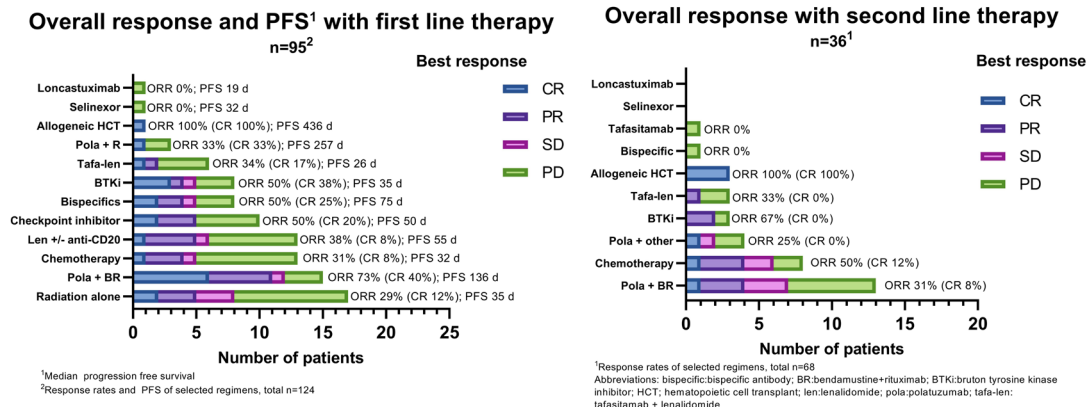 Overall response and PFS1 with first line therapy
n=95²
Best response
CR
PR
SD
PD
Loncastuximab
ORR 0%; PFS 19 d
Selinexor
ORR 0%; PFS 32 d
Allogeneic HCT
ORR 100% (CR 100%); PFS 436 d
Pola + R
ORR 33% (CR 33%); PFS 257 d
Tafa-len
ORR 34% (CR 17%); PFS 26 d
BTKi
ORR 50% (CR 38%); PFS 35 d
Bispecifics
ORR 50% (CR 25%); PFS 75 d
Checkpoint inhibitor
ORR 50% (CR 20%); PFS 50 d
Len +/- anti-CD20
ORR 38% (CR 8%); PFS 55 d
Chemotherapy
ORR 31% (CR 8%); PFS 32 d
Pola + BR
ORR 73% (CR 40%); PFS 136 d
Radiation alone
ORR 29% (CR 12%); PFS 35 d
0 5 10 15 20 25
Number of patients
¹Median progression free survival
²Response rates and PFS of selected regimens, total n=124
Overall response with second line therapy
n=36¹
Best response
CR
PR
SD
PD
Loncastuximab
Selinexor
Tafasitamab
ORR 0%
Bispecific
ORR 0%
Allogeneic HCT
ORR 100% (CR 100%)
Tafa-len
ORR 33% (CR 0%)
BTKi
ORR 67% (CR 0%)
Pola + other
ORR 25% (CR 0%)
Chemotherapy
ORR 50% (CR 12%)
Pola + BR
ORR 31% (CR 8%)
0 5 10 15 20
Number of patients
¹Response rates of selected regimens, total n=68
Abbreviations: bispecific:bispecific antibody; BR:bendamustine+rituximab; BTKi:bruton tyrosine kinase
inhibitor; HCT; hematopoietic cell transplant; len:lenalidomide; pola:polatuzumab; tafa-len:
tafasitamab + lenalidomide